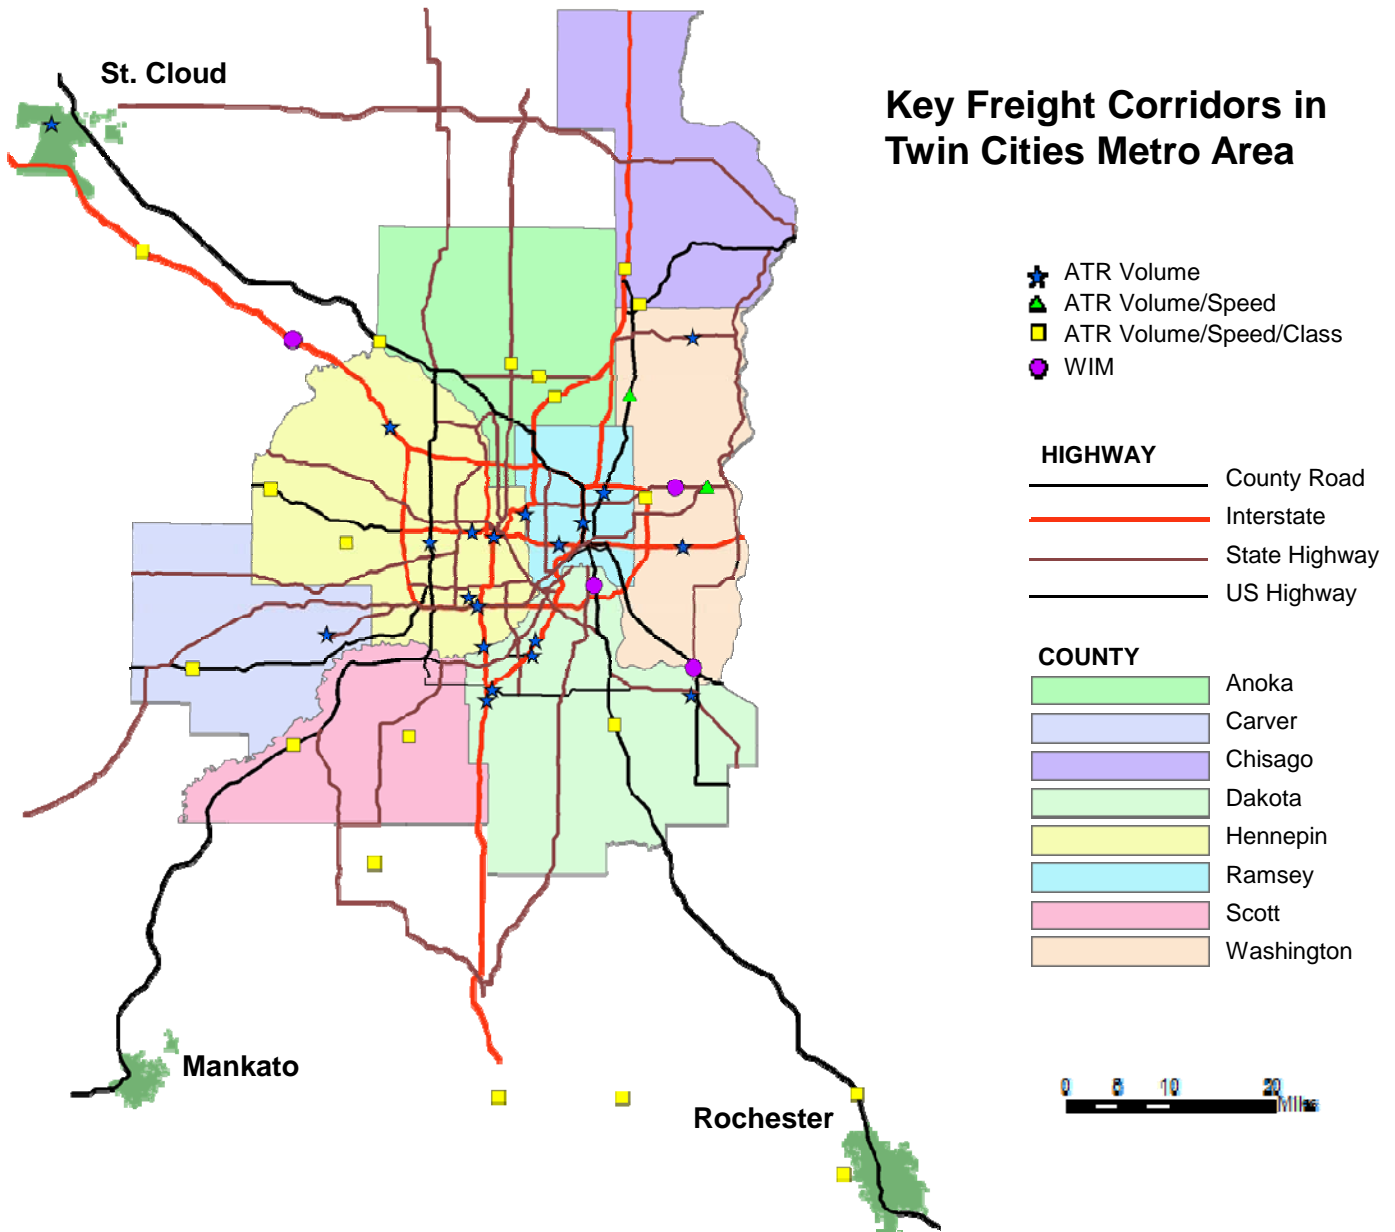 St. Cloud
Key Freight Corridors in
Twin Cities Metro Area
ATR Volume
ATR Volume/Speed
ATR Volume/Speed/Class
WIM
HIGHWAY
County Road
Interstate
State Highway
US Highway
COUNTY
Anoka
Carver
Chisago
Dakota
Hennepin
Ramsey
Scott
Washington
Mankato
Rochester
0 5 10 20
Miles